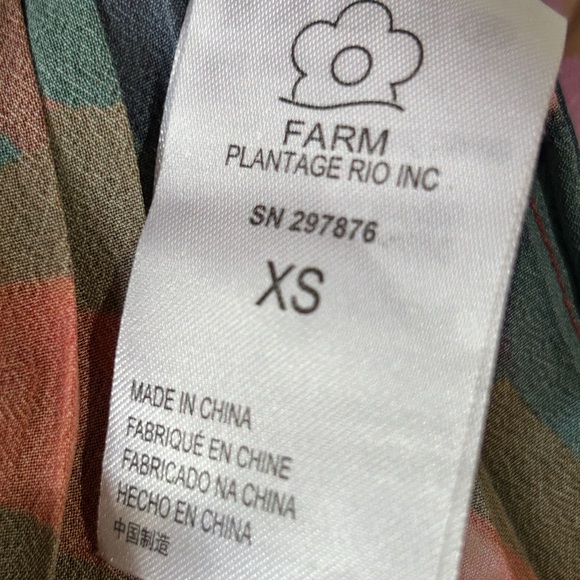 FARM
PLANTAGE RIO INC
SN 297876
XS
MADE IN CHINA
FABRIQUÉ EN CHINE
FABRICADO NA CHINA
HECHO EN CHINA
中国制造